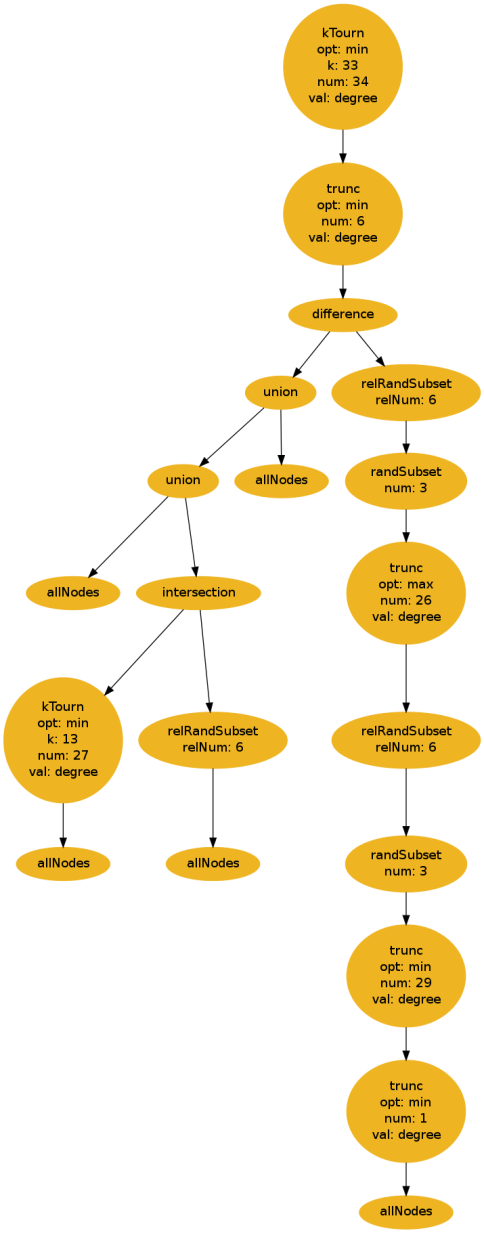 kTourn
opt: min
k: 33
num: 34
val: degree
trunc
opt: min
num: 6
val: degree
difference
union
relRandSubset
relNum: 6
union
allNodes
randSubset
num: 3
allNodes
intersection
trunc
opt: max
num: 26
val: degree
kTourn
opt: min
k: 13
num: 27
val: degree
relRandSubset
relNum: 6
relRandSubset
relNum: 6
allNodes
allNodes
randSubset
num: 3
trunc
opt: min
num: 29
val: degree
trunc
opt: min
num: 1
val: degree
allNodes